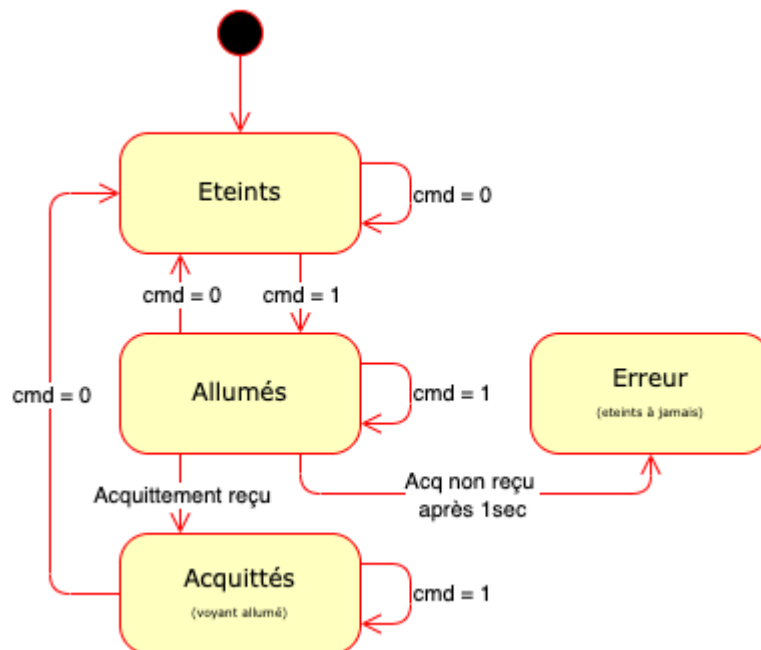 Eteints
cmd = 0
cmd = 0
cmd = 1
Allumés
cmd = 1
Erreur
(eteints à jamais)
cmd = 0
Acquittement reçu
Acq non reçu
après 1sec
Acquittés
(voyant allumé)
cmd = 1